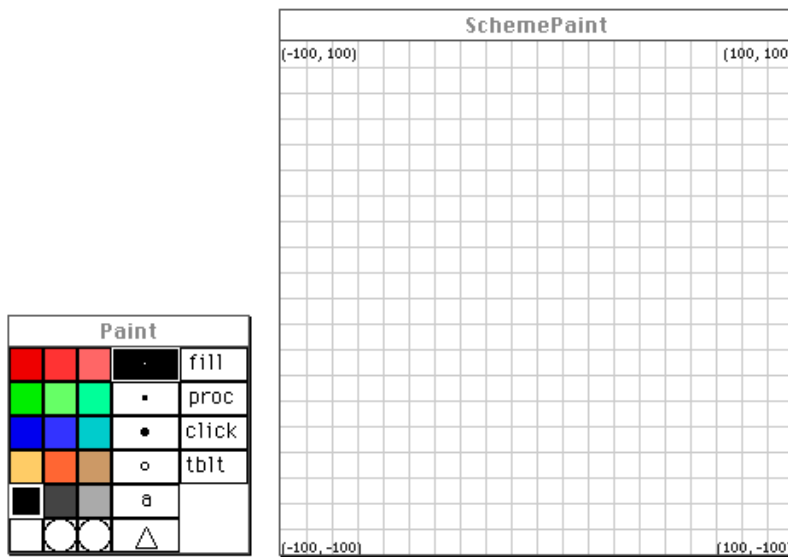 SchemePaint
(-100, 100) (100, 100)
Paint
fill
proc
click
tblt
a
(-100, -100) (100, -100)